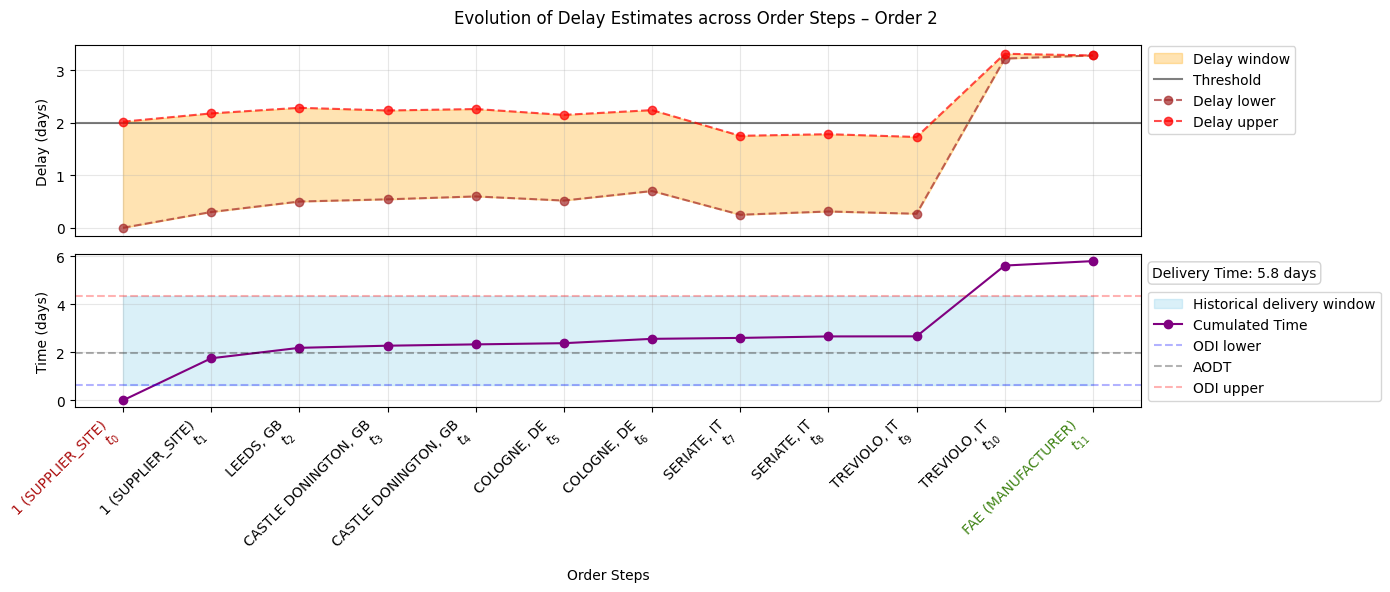 Evolution of Delay Estimates across Order Steps – Order 2
Delay (days)
3
2
1
0
Delay window
Threshold
Delay lower
Delay upper
Time (days)
6
4
2
0
Delivery Time: 5.8 days
Historical delivery window
Cumulated Time
ODI lower
AODT
ODI upper
1 (SUPPLIER_SITE)
t0
1 (SUPPLIER_SITE)
t1
LEEDS, GB
t2
CASTLE DONINGTON, GB
t3
CASTLE DONINGTON, GB
t4
COLOGNE, DE
t5
COLOGNE, DE
t6
SERIATE, IT
t7
SERIATE, IT
t8
TREVIOLO, IT
t9
TREVIOLO, IT
t10
FAE (MANUFACTURER)
t11
Order Steps